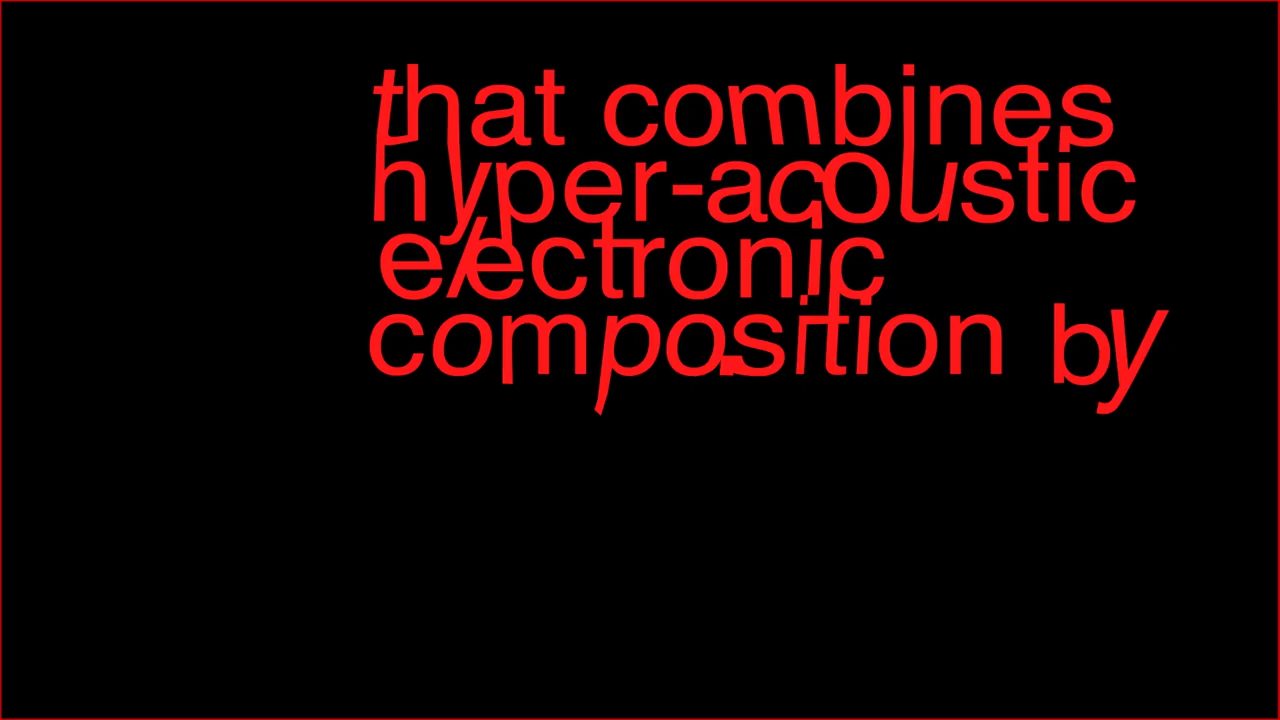 that combines
hyper-acoustic
electronic
composition by